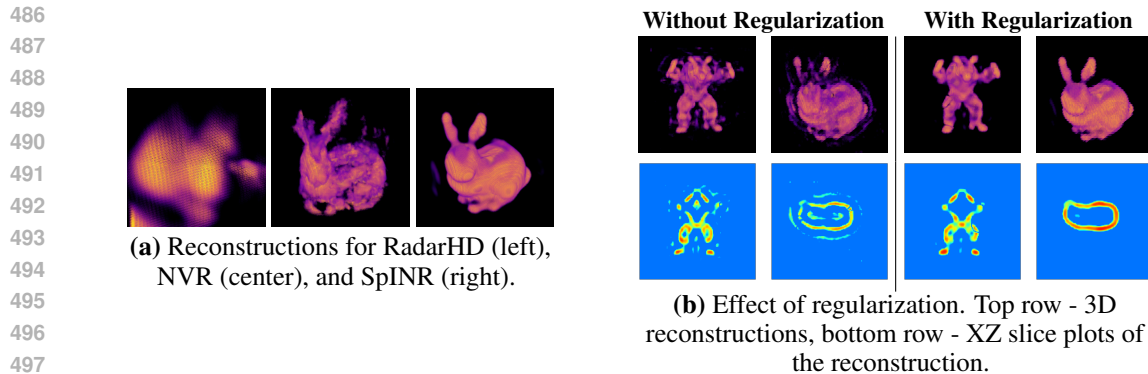 486
487
488
489
490
491
492
493
494
495
496
497
(a) Reconstructions for RadarHD (left),
NVR (center), and SpINR (right).
Without Regularization With Regularization
(b) Effect of regularization. Top row - 3D
reconstructions, bottom row - XZ slice plots of
the reconstruction.